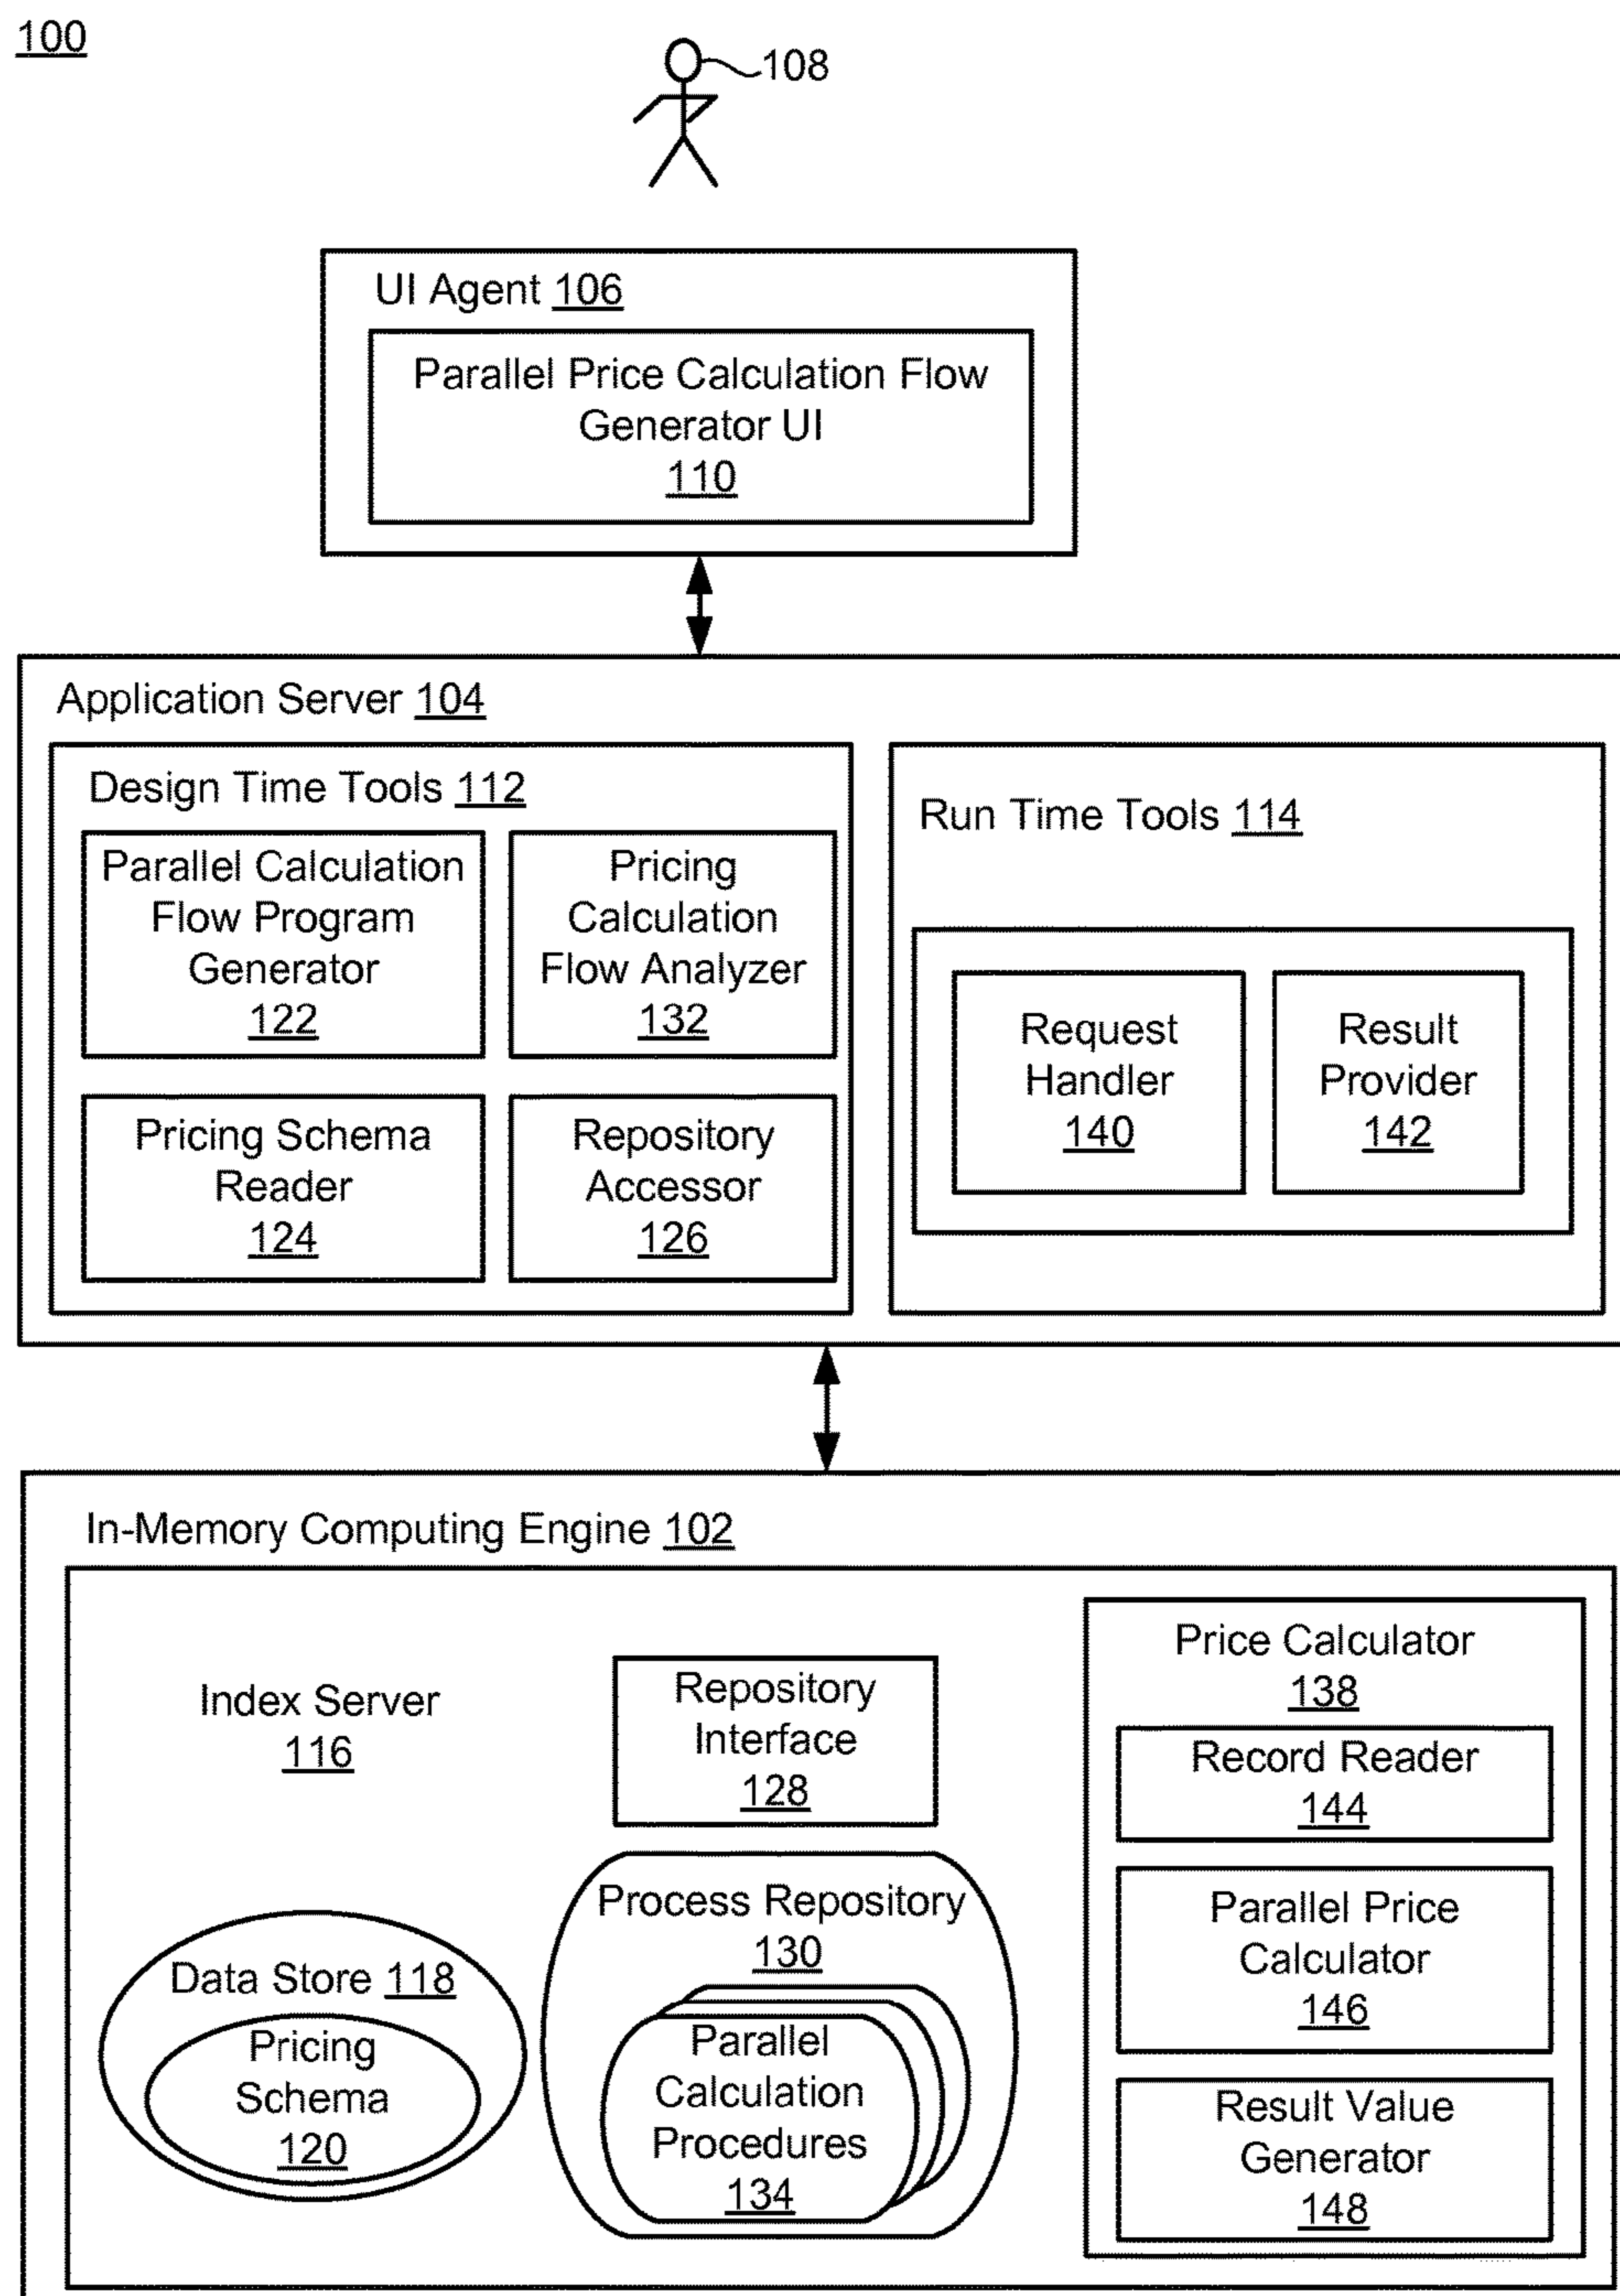 100
108
UI Agent 106
Parallel Price Calculation Flow
Generator UI
110
Application Server 104
Design Time Tools 112
Parallel Calculation
Flow Program
Generator
122
Pricing
Calculation
Flow Analyzer
132
Pricing Schema
Reader
124
Repository
Accessor
126
Run Time Tools 114
Request
Handler
140
Result
Provider
142
In-Memory Computing Engine 102
Index Server
116
Repository
Interface
128
Data Store 118
Pricing
Schema
120
Process Repository
130
Parallel
Calculation
Procedures
134
Price Calculator
138
Record Reader
144
Parallel Price
Calculator
146
Result Value
Generator
148